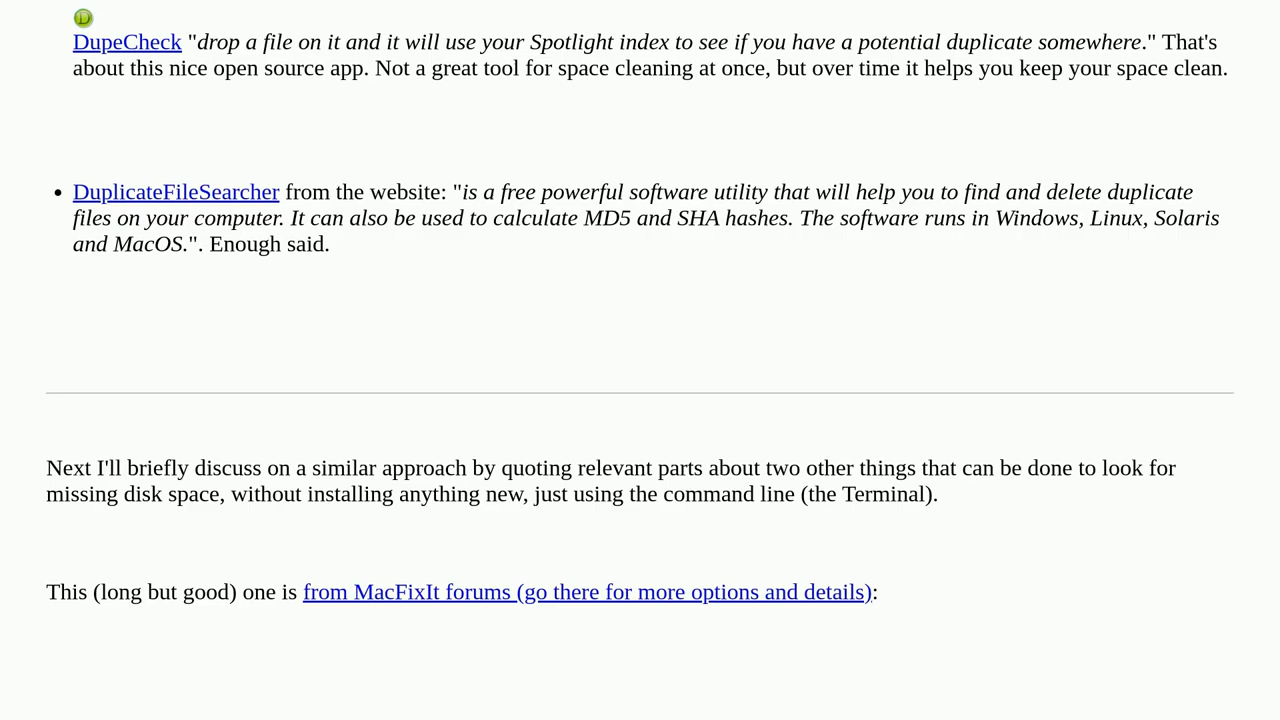 D
DupeCheck "drop a file on it and it will use your Spotlight index to see if you have a potential duplicate somewhere." That's
about this nice open source app. Not a great tool for space cleaning at once, but over time it helps you keep your space clean.
• DuplicateFileSearcher from the website: "is a free powerful software utility that will help you to find and delete duplicate
files on your computer. It can also be used to calculate MD5 and SHA hashes. The software runs in Windows, Linux, Solaris
and MacOS.". Enough said.
Next I'll briefly discuss on a similar approach by quoting relevant parts about two other things that can be done to look for
missing disk space, without installing anything new, just using the command line (the Terminal).
This (long but good) one is from MacFixIt forums (go there for more options and details):